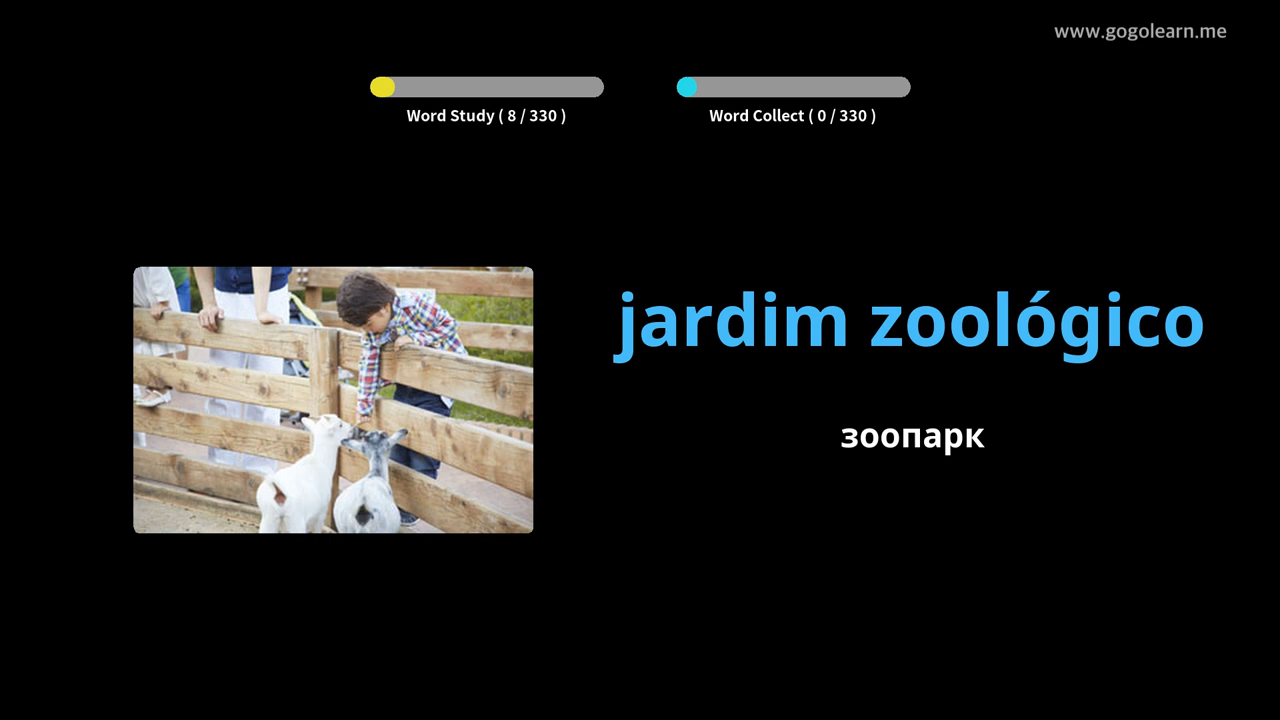 www.gogolearn.me
Word Study ( 8 / 330 )
Word Collect ( 0 / 330 )
jardim zoológico
зоопарк